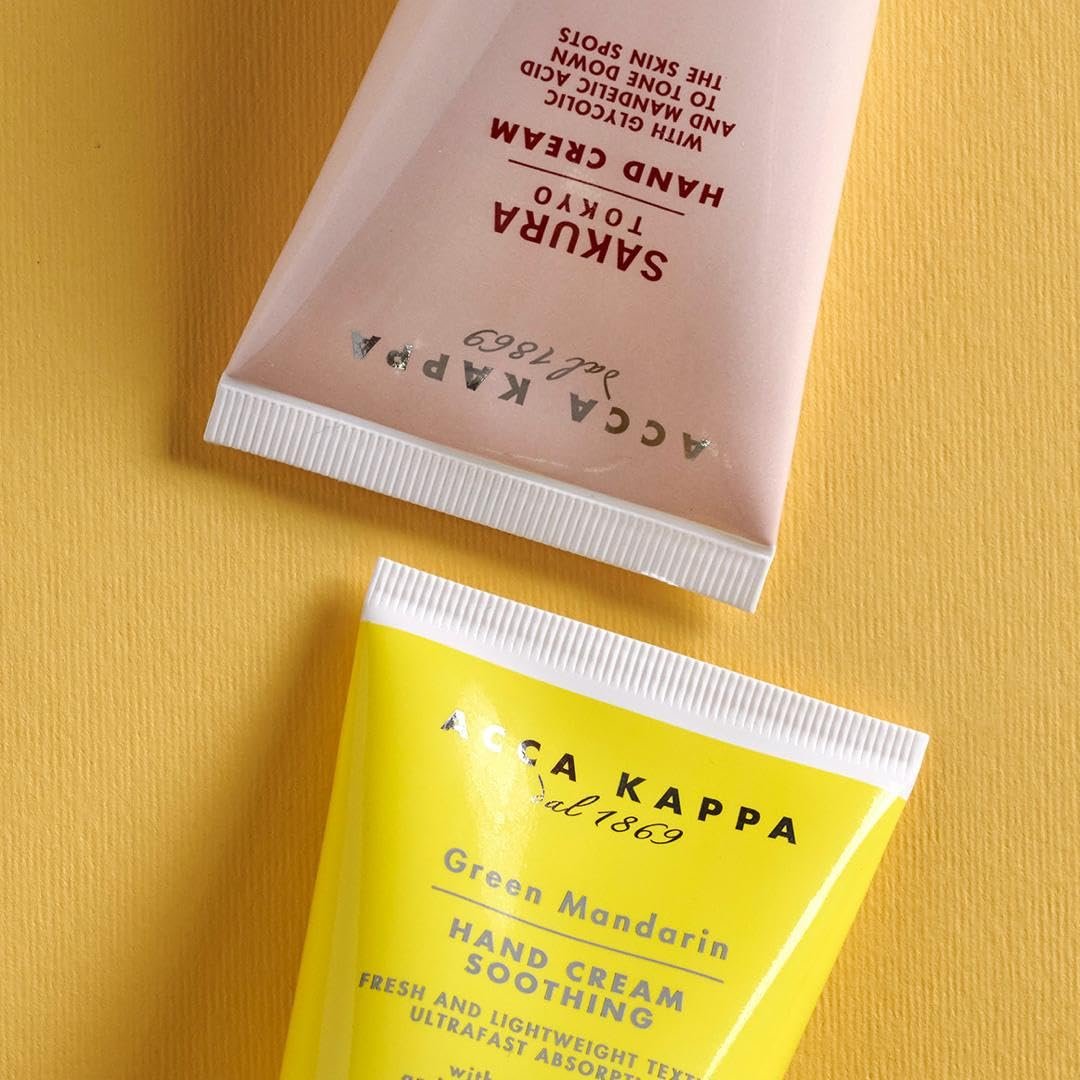 ACCA KAPPA
dal 1869
SAKURA
TOKYO
HAND CREAM
WITH GLYCOLIC
AND MANDELIC ACID
TO TONE DOWN
THE SKIN SPOTS
ACCA KAPPA
dal 1869
Green Mandarin
HAND CREAM
SOOTHING
FRESH AND LIGHTWEIGHT
ULTRAFAST
with